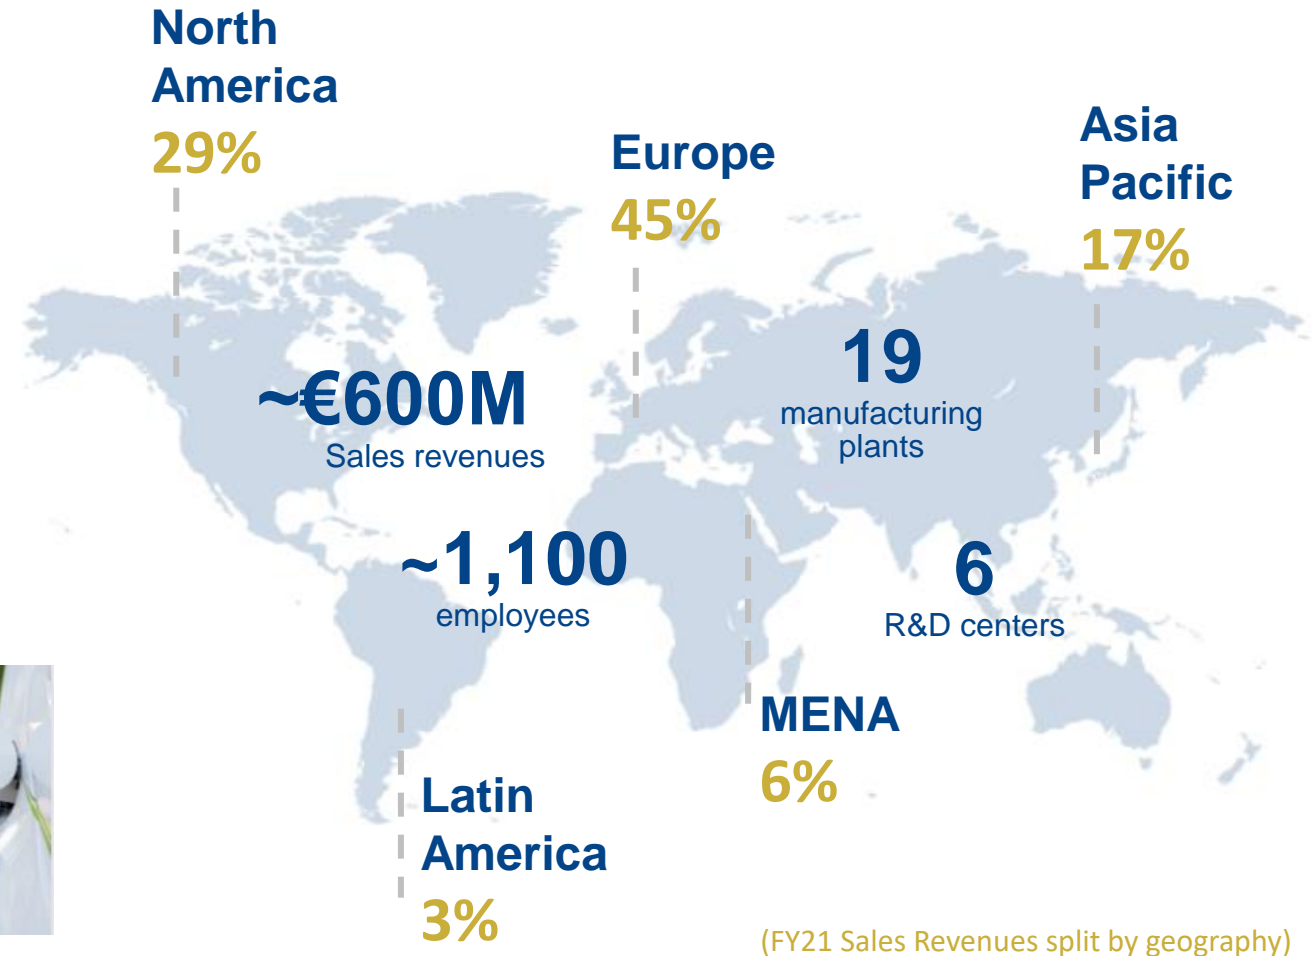 North
America
29%
Europe
45%
Asia
Pacific
17%
~€600M
Sales revenues
19
manufacturing
plants
~1,100
employees
6
R&D centers
MENA
6%
Latin
America
3%
(FY21 Sales Revenues split by geography)